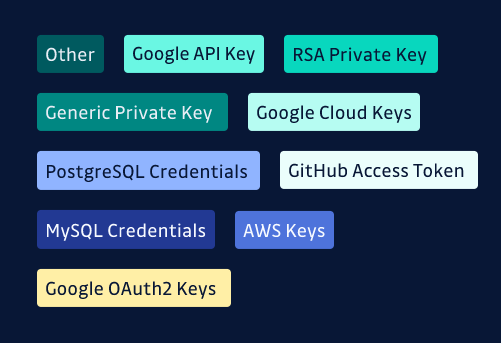 Other Google API Key RSA Private Key
Generic Private Key Google Cloud Keys
PostgreSQL Credentials GitHub Access Token
MySQL Credentials AWS Keys
Google OAuth2 Keys